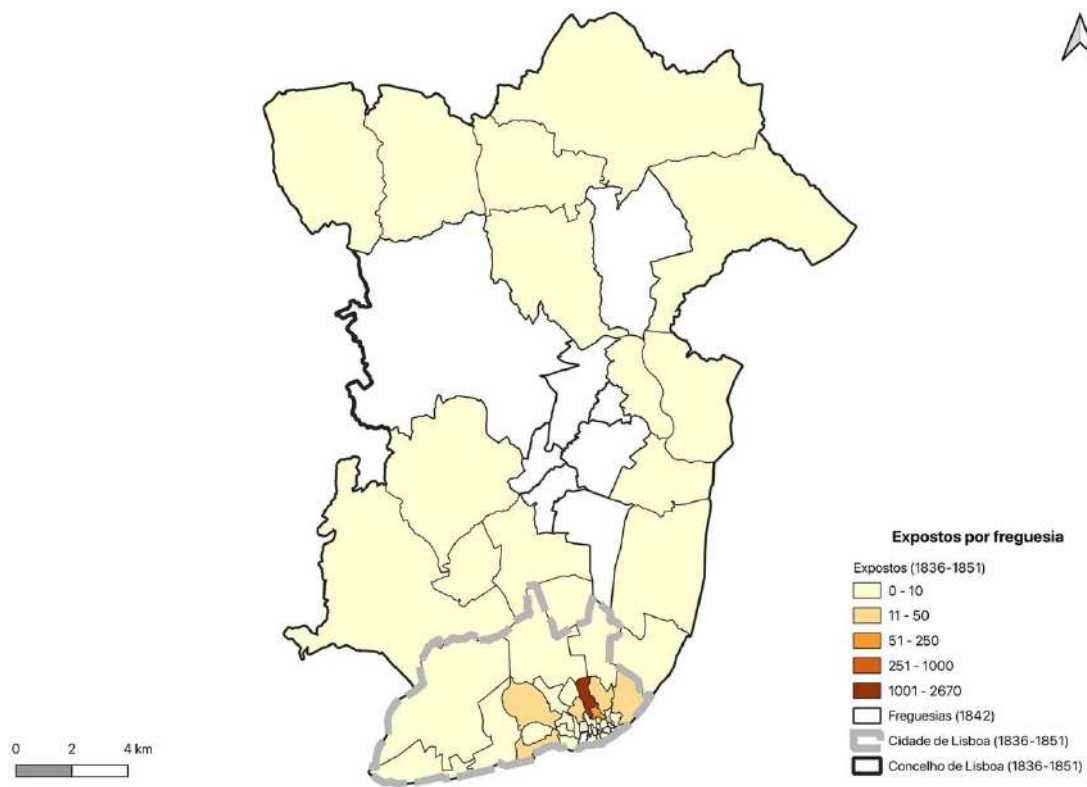 Expostos por freguesia
Expostos (1836-1851)
0 - 10
11 - 50
51 - 250
251 - 1000
1001 - 2670
Freguesias (1842)
Cidade de Lisboa (1836-1851)
Concelho de Lisboa (1836-1851)
0 2 4 km